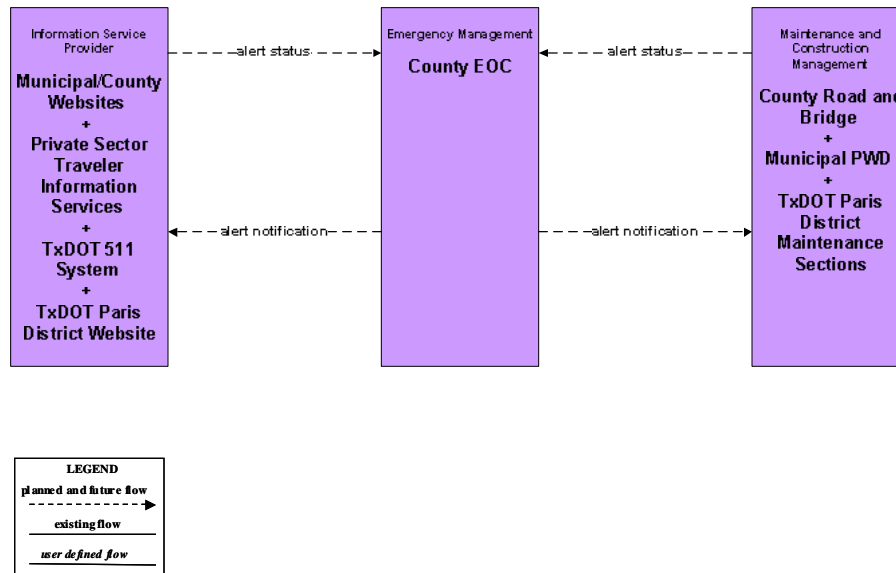 Information Service
Provider
Municipal/County
Websites
+
Private Sector
Traveler
Information
Services
+
TxDOT 511
System
+
TxDOT Paris
District Website
alert status
alert notification
Emergency Management
County EOC
alert status
alert notification
Maintenance and
Construction
Management
County Road and
Bridge
+
Municipal PWD
+
TxDOT Paris
District
Maintenance
Sections
LEGEND
planned and future flow
existing flow
user defined flow